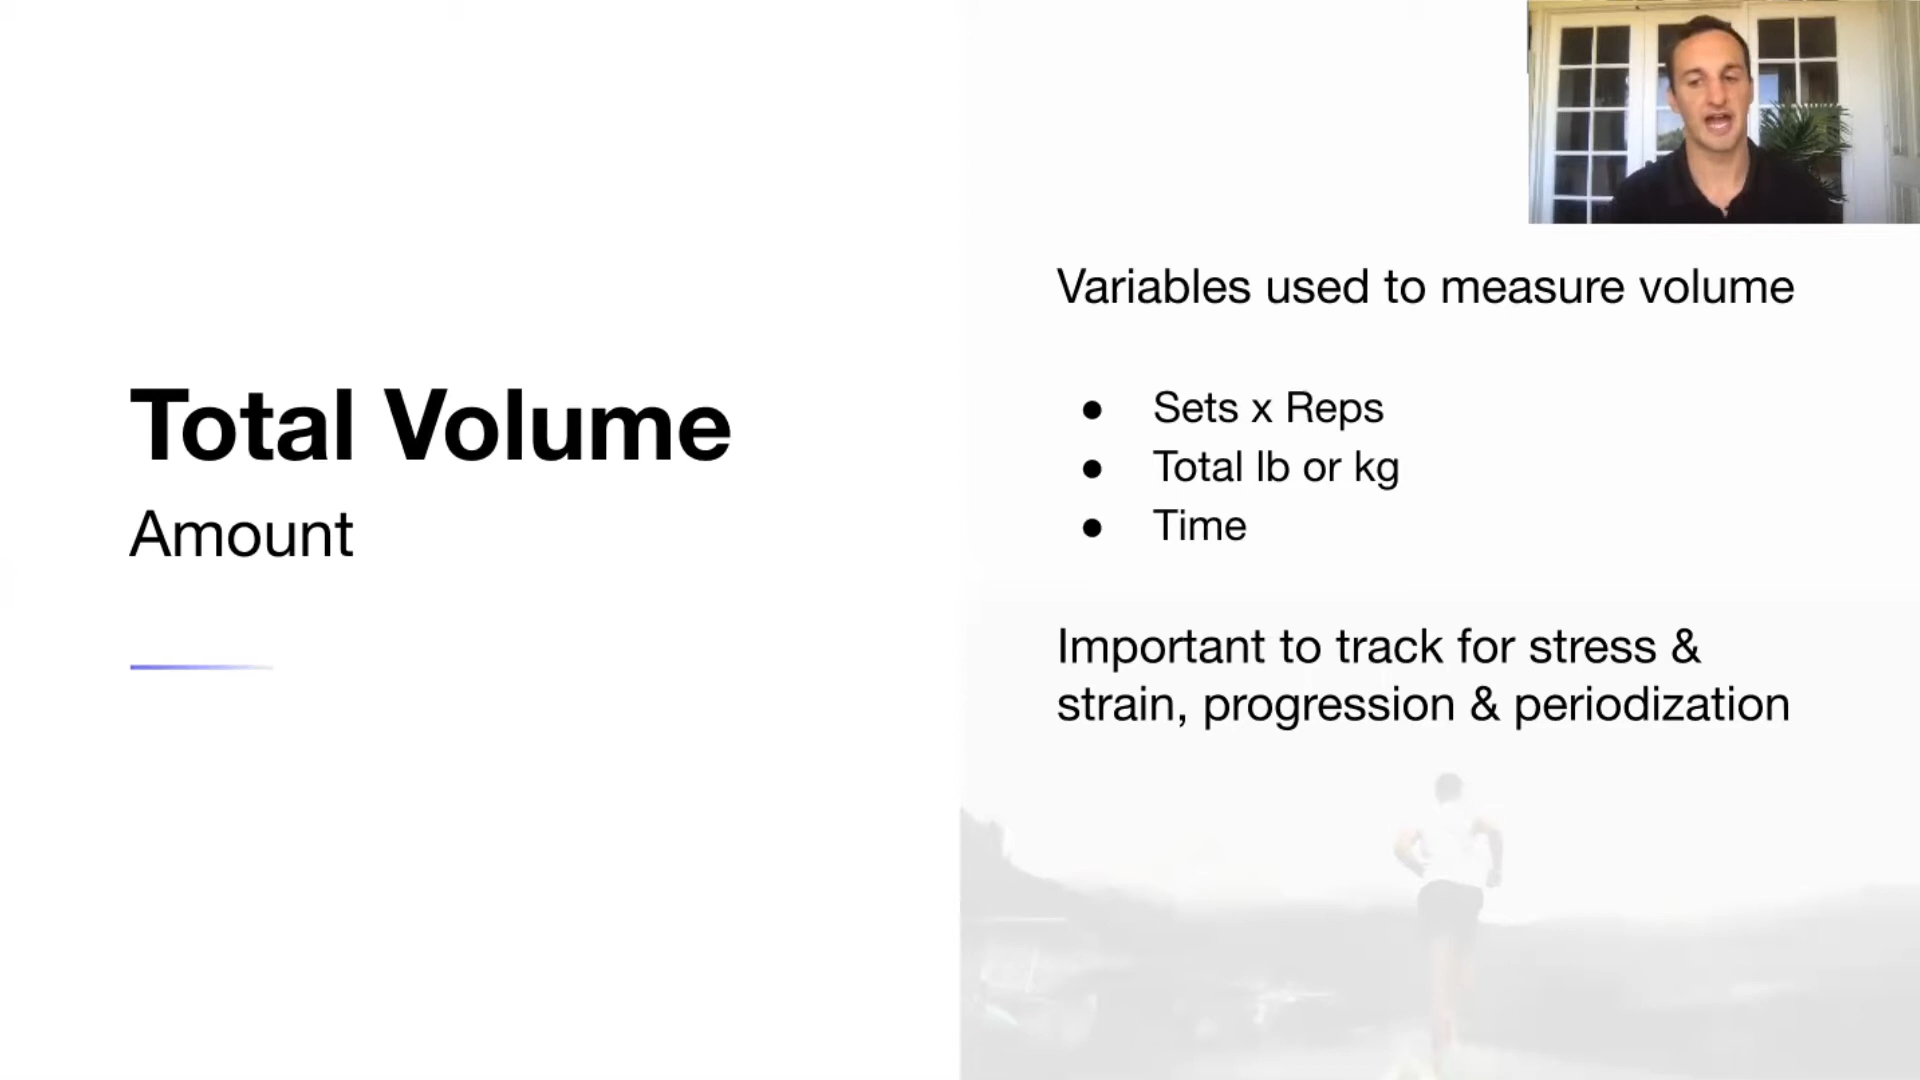 Total Volume
Amount
Variables used to measure volume
● Sets x Reps
● Total lb or kg
● Time
Important to track for stress &
strain, progression & periodization